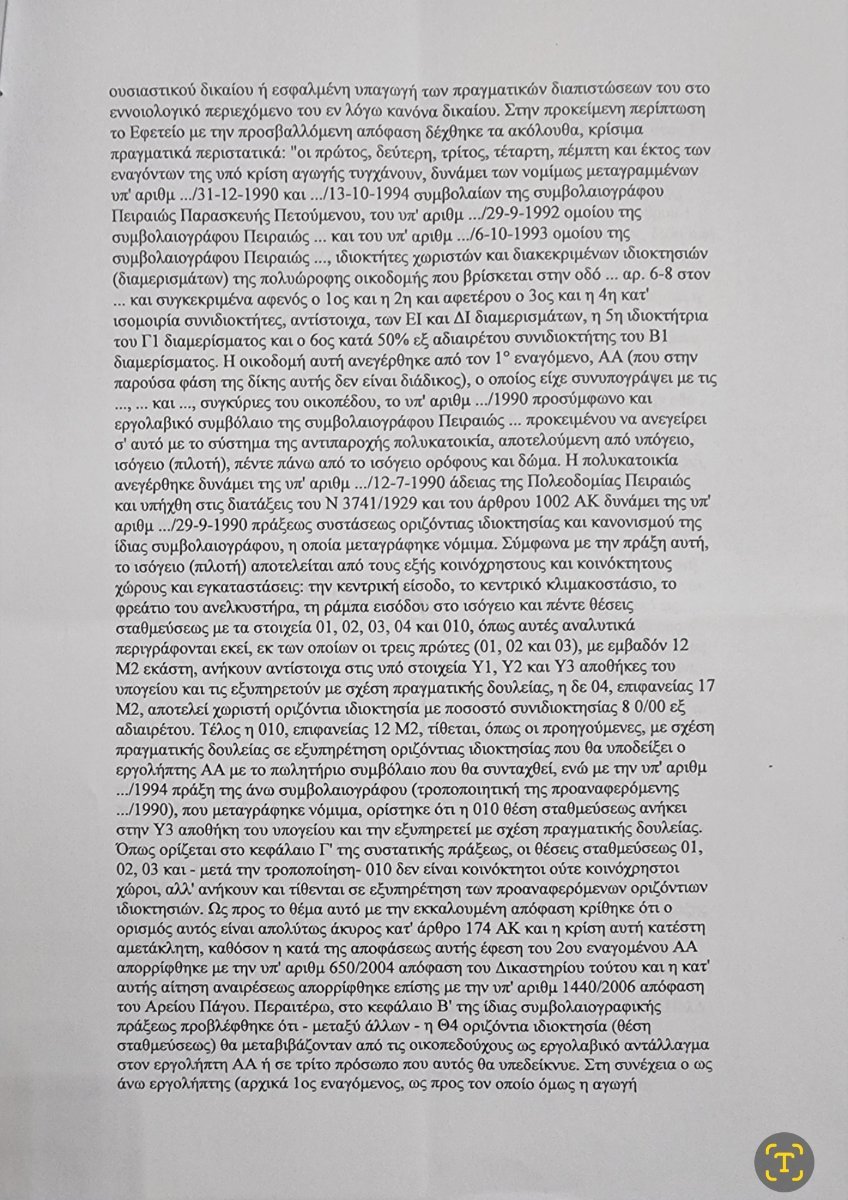 ουσιαστικού δικαίου ή εσφαλμένη υπαγωγή των πραγματικών διαπιστώσεων του στο
εννοιολογικό περιεχόμενο του εν λόγω κανόνα δικαίου. Στην προκείμενη περίπτωση
το Εφετείο με την προσβαλλόμενη απόφαση δέχθηκε τα ακόλουθα, κρίσιμα
πραγματικά περιστατικά: "οι πρώτος, δεύτερη, τρίτος, τέταρτη, πέμπτη και έκτος των
εναγόντων της υπό κρίση αγωγής τυγχάνουν, δυνάμει των νομίμως μεταγραμμένων
υπ' αριθμ .../31-12-1990 και .../13-10-1994 συμβολαίων της συμβολαιογράφου
Πειραιώς Παρασκευής Πετούμενου, του υπ' αριθμ .../29-9-1992 ομοίου της
συμβολαιογράφου Πειραιώς ... και του υπ' αριθμ .../6-10-1993 ομοίου της
συμβολαιογράφου Πειραιώς ..., ιδιοκτήτες χωριστών και διακεκριμένων ιδιοκτησιών
(διαμερισμάτων) της πολυώροφης οικοδομής που βρίσκεται στην οδό ... αρ. 6-8 στον
... και συγκεκριμένα αφενός ο 1ος και η 2η και αφετέρου ο 3ος και η 4η κατ'
ισομοιρία συνιδιοκτήτες, αντίστοιχα, των ΕΙ και ΔΙ διαμερισμάτων, η 5η ιδιοκτήτρια
του Γ1 διαμερίσματος και ο 6ος κατά 50% εξ αδιαιρέτου συνιδιοκτήτης του Β1
διαμερίσματος. Η οικοδομή αυτή ανεγέρθηκε από τον 1° εναγόμενο, ΑΑ (που στην
παρούσα φάση της δίκης αυτής δεν είναι διάδικος), ο οποίος είχε συνυπογράψει με τις
..., ... και ..., συγκύριες του οικοπέδου, το υπ' αριθμ .../1990 προσύμφωνο και
εργολαβικό συμβόλαιο της συμβολαιογράφου Πειραιώς ... προκειμένου να ανεγείρει
σ' αυτό με το σύστημα της αντιπαροχής πολυκατοικία, αποτελούμενη από υπόγειο,
ισόγειο (πιλοτή), πέντε πάνω από το ισόγειο ορόφους και δώμα. Η πολυκατοικία
ανεγέρθηκε δυνάμει της υπ' αριθμ .../12-7-1990 άδειας της Πολεοδομίας Πειραιώς
και υπήχθη στις διατάξεις του Ν 3741/1929 και του άρθρου 1002 ΑΚ δυνάμει της υπ'
αριθμ .../29-9-1990 πράξεως συστάσεως οριζόντιας ιδιοκτησίας και κανονισμού της
ίδιας συμβολαιογράφου, η οποία μεταγράφηκε νόμιμα. Σύμφωνα με την πράξη αυτή,
το ισόγειο (πιλοτή) αποτελείται από τους εξής κοινόχρηστους και κοινόκτητους
χώρους και εγκαταστάσεις: την κεντρική είσοδο, το κεντρικό κλιμακοστάσιο, το
φρεάτιο του ανελκυστήρα, τη ράμπα εισόδου στο ισόγειο και πέντε θέσεις
σταθμεύσεως με τα στοιχεία 01, 02, 03, 04 και 010, όπως αυτές αναλυτικά
περιγράφονται εκεί, εκ των οποίων οι τρεις πρώτες (01, 02 και 03), με εμβαδόν 12
Μ2 εκάστη, ανήκουν αντίστοιχα στις υπό στοιχεία Υ1, Υ2 και Υ3 αποθήκες του
υπογείου και τις εξυπηρετούν με σχέση πραγματικής δουλείας, η δε 04, επιφανείας 17
Μ2, αποτελεί χωριστή οριζόντια ιδιοκτησία με ποσοστό συνιδιοκτησίας 8 0/00 εξ
αδιαιρέτου. Τέλος η 010, επιφανείας 12 Μ2, τίθεται, όπως οι προηγούμενες, με σχέση
πραγματικής δουλείας σε εξυπηρέτηση οριζόντιας ιδιοκτησίας που θα υποδείξει ο
εργολήπτης ΑΑ με το πωλητήριο συμβόλαιο που θα συνταχθεί, ενώ με την υπ' αριθμ
.../1994 πράξη της άνω συμβολαιογράφου (τροποποιητική της προαναφερόμενης
.../1990), που μεταγράφηκε νόμιμα, ορίστηκε ότι η 010 θέση σταθμεύσεως ανήκει
στην Υ3 αποθήκη του υπογείου και την εξυπηρετεί με σχέση πραγματικής δουλείας.
Όπως ορίζεται στο κεφάλαιο Γ' της συστατικής πράξεως, οι θέσεις σταθμεύσεως 01,
02, 03 και - μετά την τροποποίηση- 010 δεν είναι κοινόκτητοι ούτε κοινόχρηστοι
χώροι, αλλ' ανήκουν και τίθενται σε εξυπηρέτηση των προαναφερόμενων οριζόντιων
ιδιοκτησιών. Ως προς το θέμα αυτό με την εκκαλουμένη απόφαση κρίθηκε ότι ο
ορισμός αυτός είναι απολύτως άκυρος κατ' άρθρο 174 ΑΚ και η κρίση αυτή κατέστη
αμετάκλητη, καθόσον η κατά της αποφάσεως αυτής έφεση του 2ου εναγομένου ΑΑ
απορρίφθηκε με την υπ' αριθμ 650/2004 απόφαση του Δικαστηρίου τούτου και η κατ'
αυτής αίτηση αναιρέσεως απορρίφθηκε επίσης με την υπ' αριθμ 1440/2006 απόφαση
του Αρείου Πάγου. Περαιτέρω, στο κεφάλαιο Β' της ίδιας συμβολαιογραφικής
πράξεως προβλέφθηκε ότι - μεταξύ άλλων - η Θ4 οριζόντια ιδιοκτησία (θέση
σταθμεύσεως) θα μεταβιβάζονταν από τις οικοπεδούχους ως εργολαβικό αντάλλαγμα
στον εργολήπτη ΑΑ ή σε τρίτο πρόσωπο που αυτός θα υπεδείκνυε. Στη συνέχεια ο ως
άνω εργολήπτης (αρχικά 1ος εναγόμενος, ως προς τον οποίο όμως η αγωγή